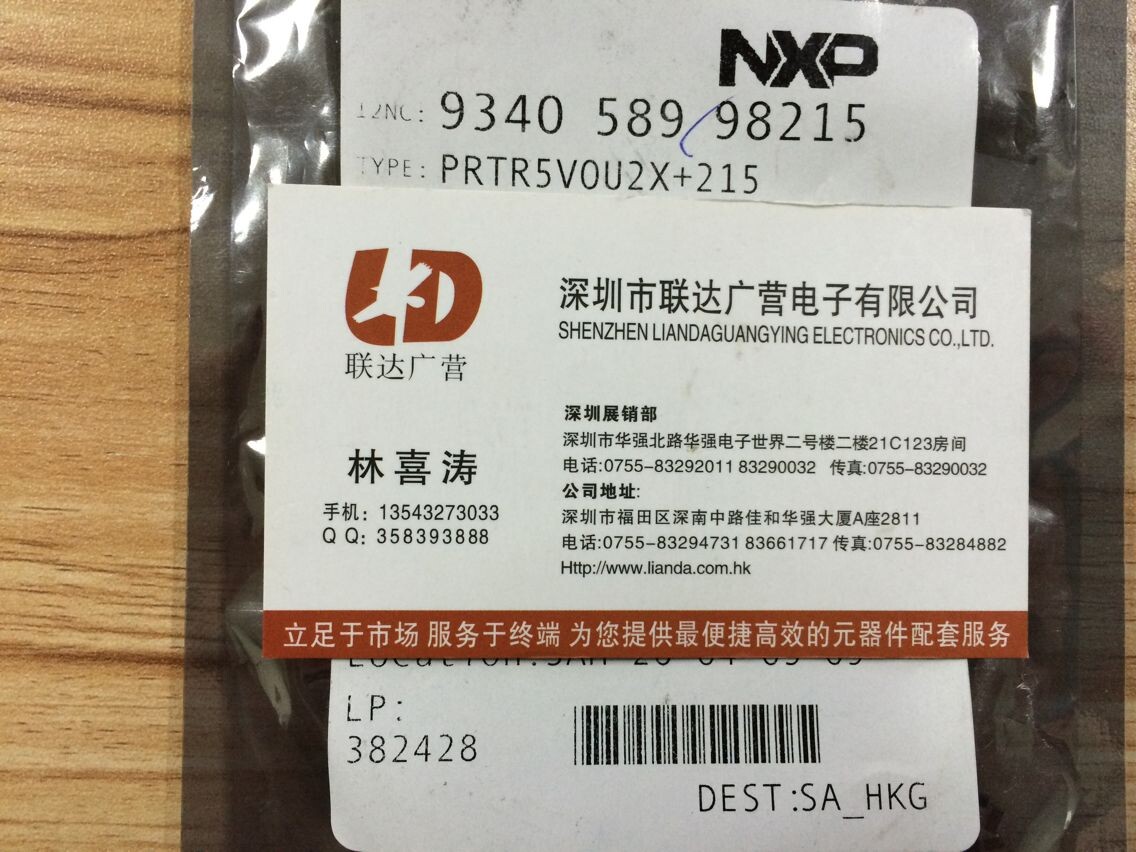 NXP
12NC: 9340 589 98215
TYPE: PRTR5V0U2X+215
LD
联达广营
深圳市联达广营电子有限公司
SHENZHEN LIANDAGUANGYING ELECTRONICS CO.,LTD.
林喜涛
手机: 13543273033
Q Q: 358393888
深圳展销部
深圳市华强北路华强电子世界二号楼二楼21C123房间
电话:0755-83292011 83290032 传真:0755-83290032
公司地址:
深圳市福田区深南中路佳和华强大厦A座2811
电话:0755-83294731 83661717 传真:0755-83284882
Http://www.lianda.com.hk
立足于市场 服务于终端 为您提供最便捷高效的元器件配套服务
LP:
382428
DEST:SA_HKG